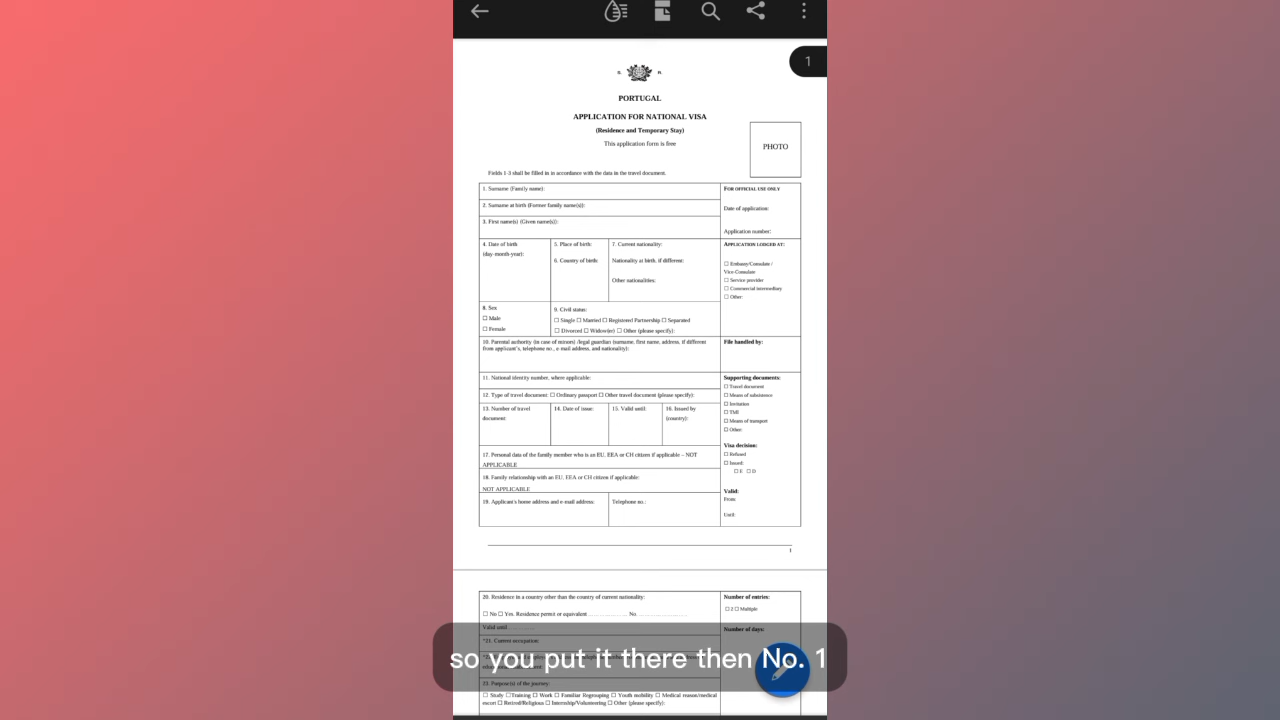 1
S. R.
PORTUGAL
APPLICATION FOR NATIONAL VISA
(Residence and Temporary Stay)
This application form is free
PHOTO
Fields 1-3 shall be filled in in accordance with the data in the travel document.
1. Surname (Family name):
2. Surname at birth (Former family name(s)):
3. First name(s) (Given name(s)):
FOR OFFICIAL USE ONLY
Date of application:
Application number:
4. Date of birth
(day-month-year):
5. Place of birth:
6. Country of birth:
7. Current nationality:
Nationality at birth, if different:
Other nationalities:
APPLICATION LODGED AT:
☐ Embassy/Consulate /
Vice-Consulate
☐ Service provider
☐ Commercial intermediary
☐ Other:
8. Sex
☐ Male
☐ Female
9. Civil status:
☐ Single ☐ Married ☐ Registered Partnership ☐ Separated
☐ Divorced ☐ Widow(er) ☐ Other (please specify):
10. Parental authority (in case of minors) /legal guardian (surname, first name, address, if different
from applicant's, telephone no., e-mail address, and nationality):
File handled by:
11. National identity number, where applicable:
12. Type of travel document: ☐ Ordinary passport ☐ Other travel document (please specify):
13. Number of travel
document:
14. Date of issue:
15. Valid until:
16. Issued by
(country):
17. Personal data of the family member who is an EU, EEA or CH citizen if applicable – NOT
APPLICABLE
18. Family relationship with an EU, EEA or CH citizen if applicable:
NOT APPLICABLE
19. Applicant's home address and e-mail address:
Telephone no.:
Supporting documents:
☐ Travel document
☐ Means of subsistence
☐ Invitation
☐ TMI
☐ Means of transport
☐ Other:
Visa decision:
☐ Refused
☐ Issued:
☐ E ☐ D
Valid:
From:
Until:
1
20. Residence in a country other than the country of current nationality:
☐ No ☐ Yes. Residence permit or equivalent .................. No ........................
Valid until ............
*21. Current occupation:
Number of entries:
☐ 2 ☐ Multiple
Number of days:
so you put it there then No. 1
23. Purpose(s) of the journey:
☐ Study ☐ Training ☐ Work ☐ Familiar Regrouping ☐ Youth mobility ☐ Medical reason/medical
escort ☐ Retired/Religious ☐ Internship/Volunteering ☐ Other (please specify):